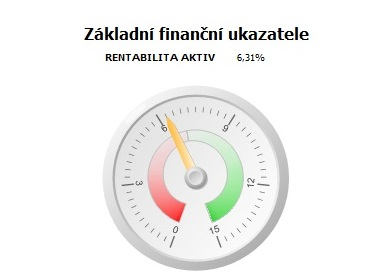 Základní finanční ukazatele
RENTABILITA AKTIV 6,31%
6 9
3 12
0 15